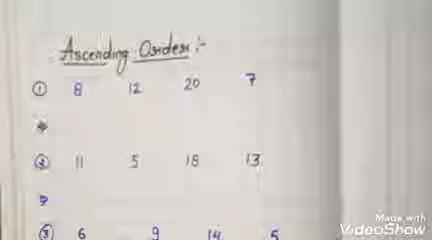 Ascending Order :-
① 8 12 20 7
② 11 5 18 13
③ 6 9 14 5
Made with
VideoShow